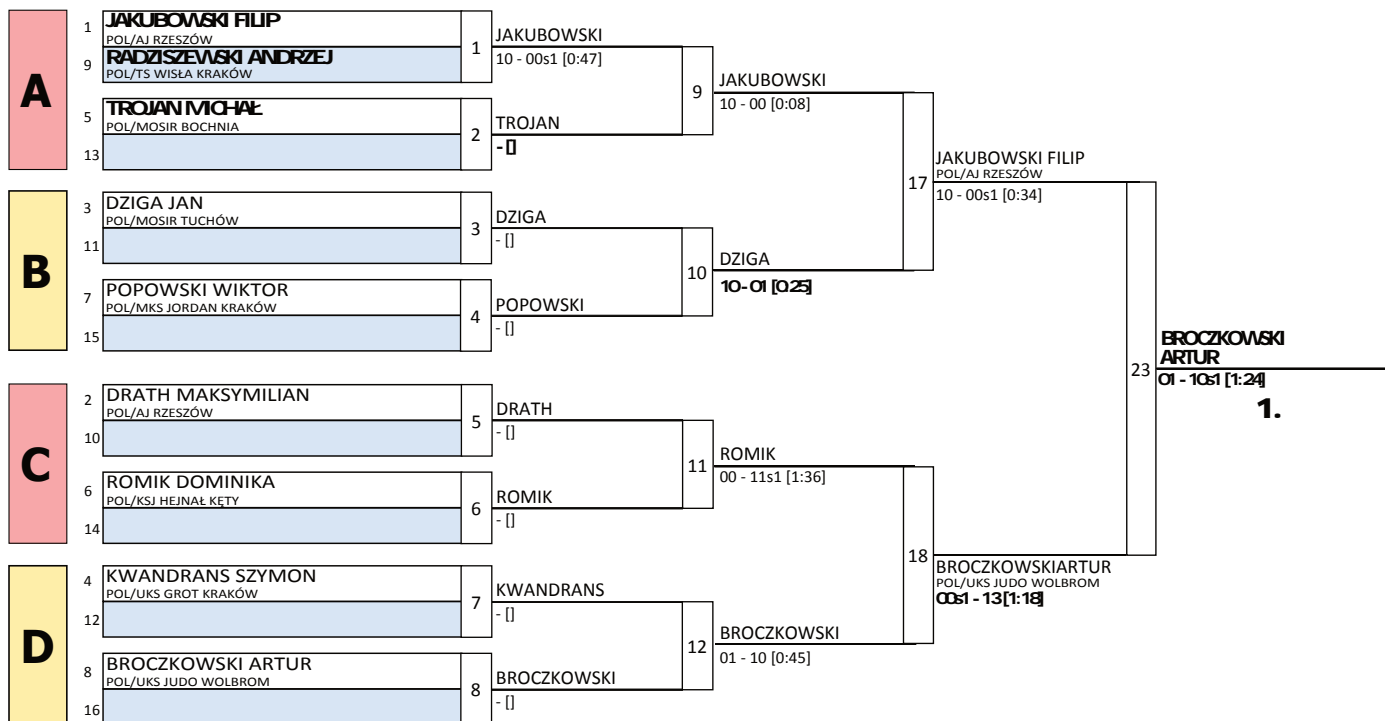 A
1 JAKUBOWSKI FILIP
POL/AJ RZESZÓW
9 RADZISZEWSKI ANDRZEJ
POL/TS WISŁA KRAKÓW
1
JAKUBOWSKI
10 - 00s1 [0:47]
5 TROJAN MICHAŁ
POL/MOSIR BOCHNIA
13
2
TROJAN
- []
9
JAKUBOWSKI
10 - 00 [0:08]
B
3 DZIGA JAN
POL/MOSIR TUCHÓW
11
3
DZIGA
- []
7 POPOWSKI WIKTOR
POL/MKS JORDAN KRAKÓW
15
4
POPOWSKI
- []
10
DZIGA
10 - 01 [0:25]
17
JAKUBOWSKI FILIP
POL/AJ RZESZÓW
10 - 00s1 [0:34]
C
2 DRATH MAKSYMILIAN
POL/AJ RZESZÓW
10
5
DRATH
- []
6 ROMIK DOMINIKA
POL/KSJ HEJNAŁ KĘTY
14
6
ROMIK
- []
11
ROMIK
00 - 11s1 [1:36]
D
4 KWANDRANS SZYMON
POL/UKS GROT KRAKÓW
12
7
KWANDRANS
- []
8 BROCZKOWSKI ARTUR
POL/UKS JUDO WOLBROM
16
8
BROCZKOWSKI
- []
12
BROCZKOWSKI
01 - 10 [0:45]
18
BROCZKOWSKIARTUR
POL/UKS JUDO WOLBROM
00s1 - 13 [1:18]
23
BROCZKOWSKI
ARTUR
01 - 10s1 [1:24]
1.